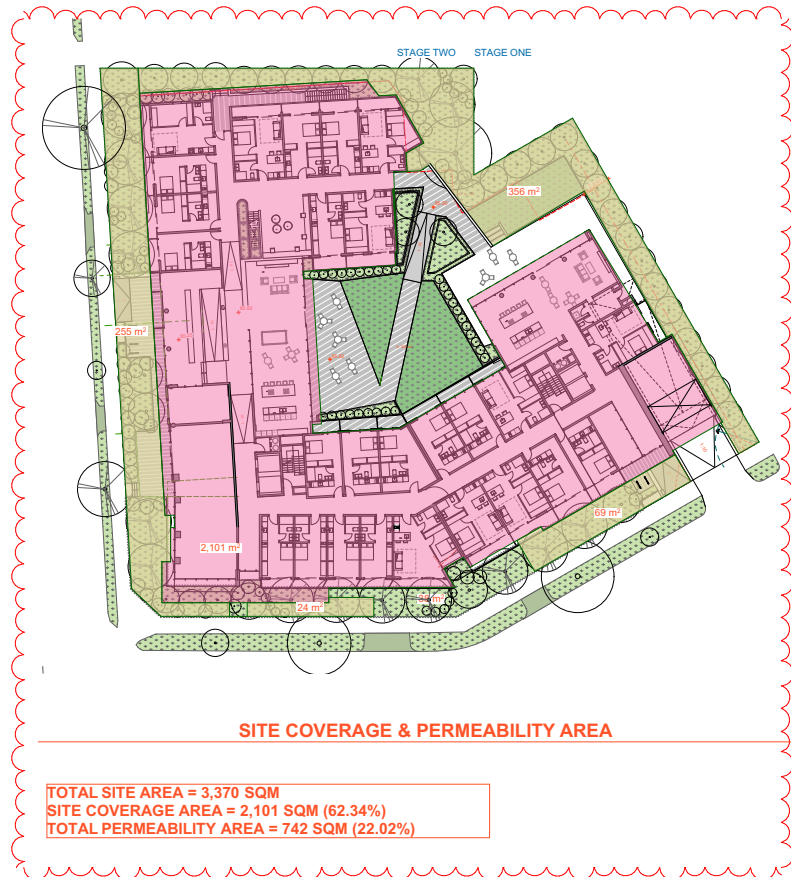 STAGE TWO STAGE ONE
356 m²
255 m²
2,101 m²
69 m²
24 m²
SITE COVERAGE & PERMEABILITY AREA
TOTAL SITE AREA = 3,370 SQM
SITE COVERAGE AREA = 2,101 SQM (62.34%)
TOTAL PERMEABILITY AREA = 742 SQM (22.02%)